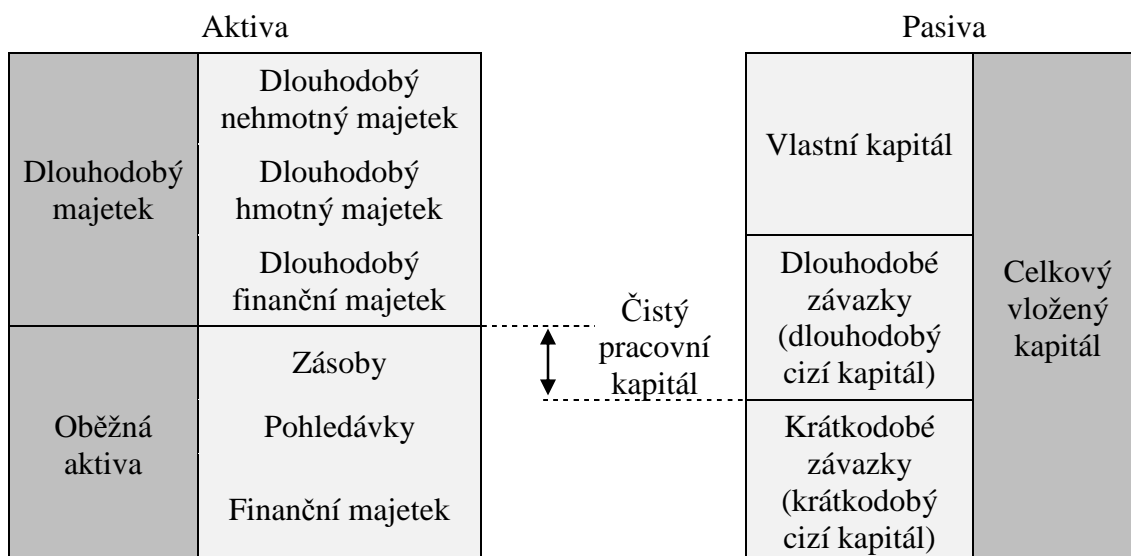 Aktiva
Pasiva
Dlouhodobý
majetek
Dlouhodobý
nehmotný majetek
Dlouhodobý
hmotný majetek
Dlouhodobý
finanční majetek
Oběžná
aktiva
Zásoby
Pohledávky
Finanční majetek
Čistý
pracovní
kapitál
Vlastní kapitál
Dlouhodobé
závazky
(dlouhodobý
cizí kapitál)
Krátkodobé
závazky
(krátkodobý
cizí kapitál)
Celkový
vložený
kapitál